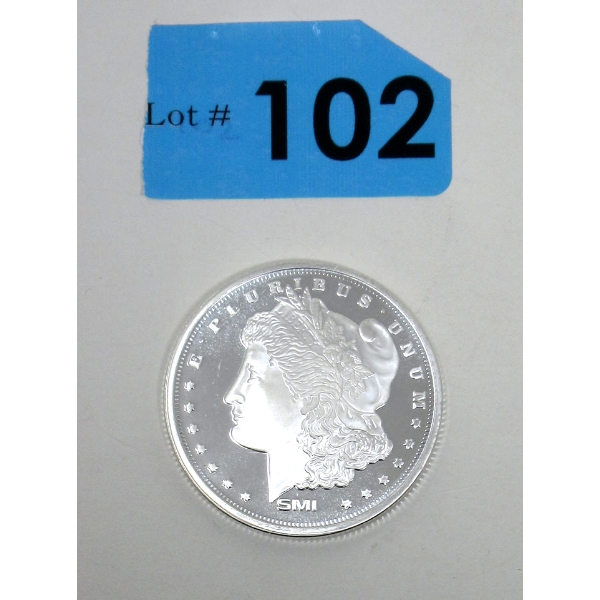 Lot # 102
E · PLURIBUS · UNUM
SMI